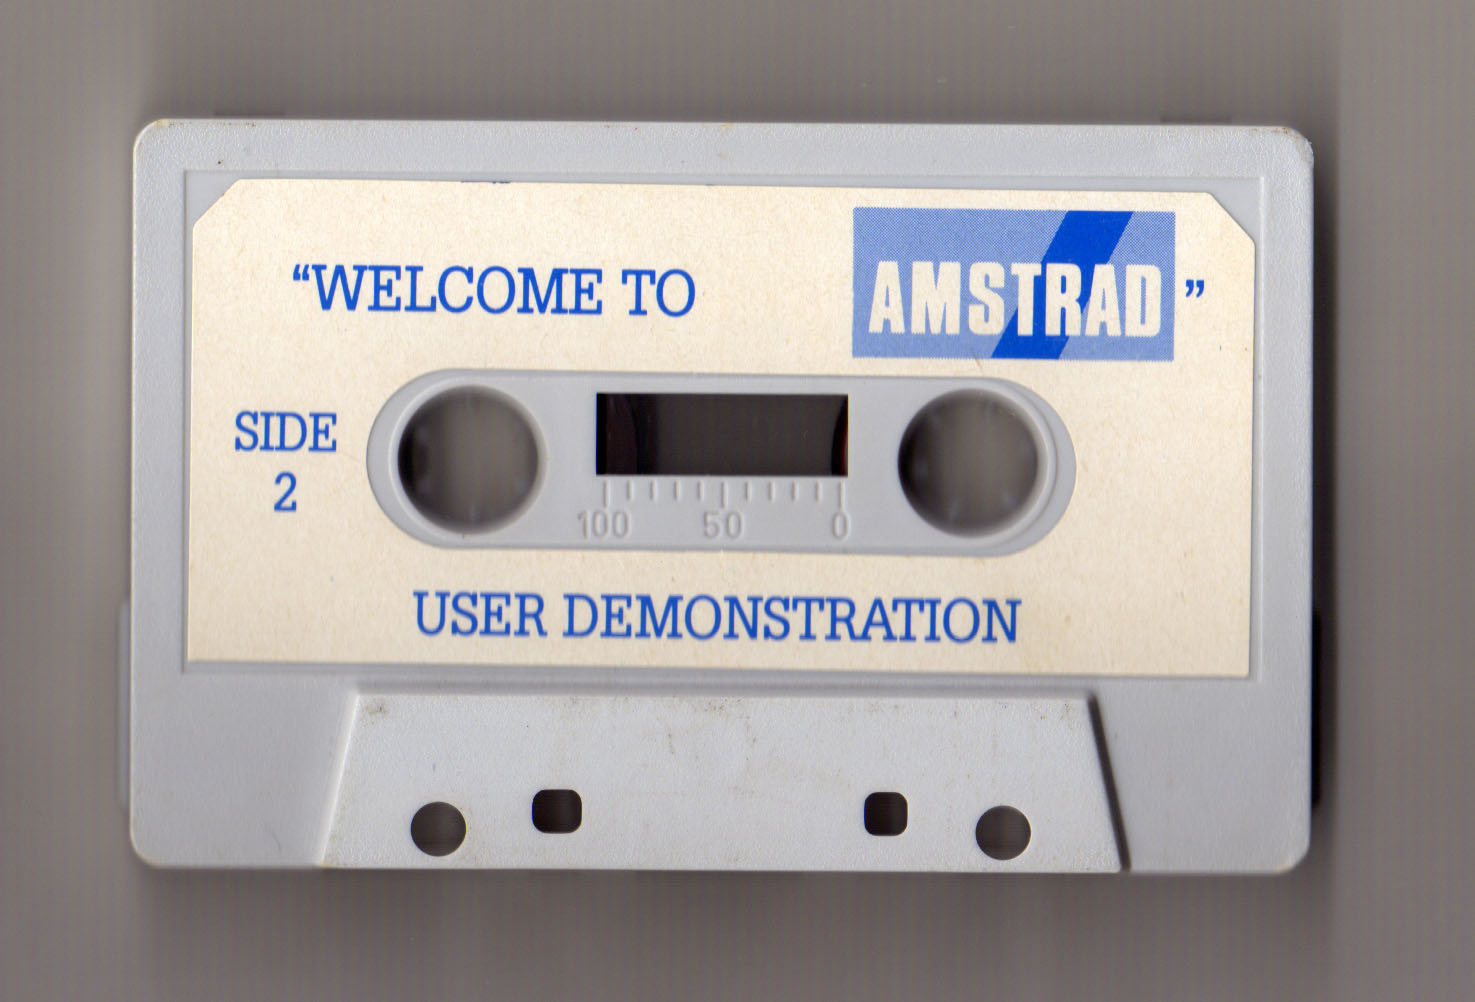 “WELCOME TO AMSTRAD”
SIDE
2
100 50 0
USER DEMONSTRATION